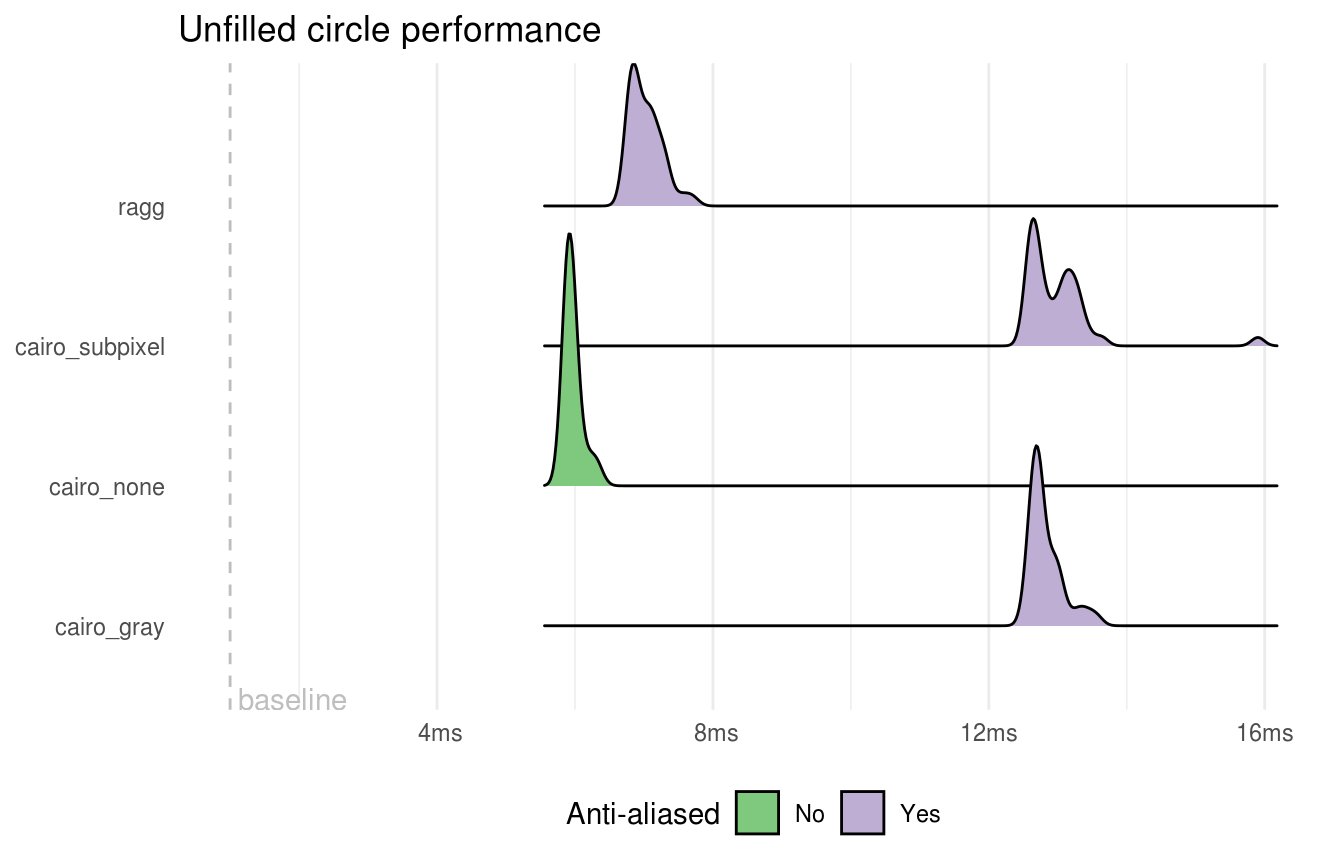 Unfilled circle performance
ragg
cairo_subpixel
cairo_none
cairo_gray
baseline
4ms 8ms 12ms 16ms
Anti-aliased No Yes